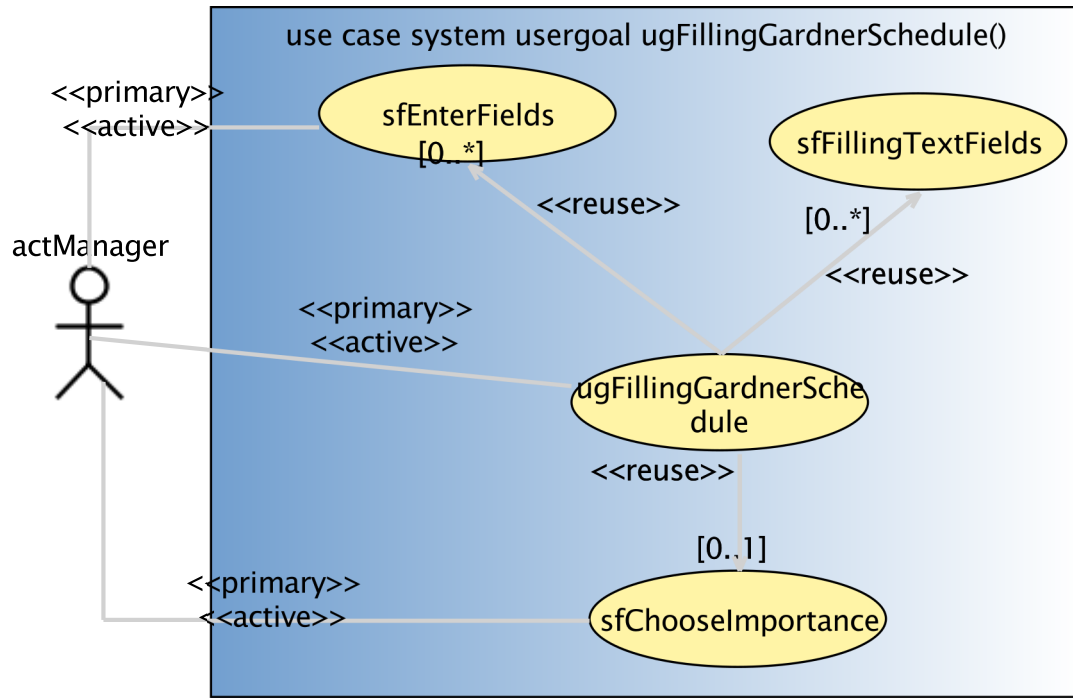 use case system usergoal ugFillingGardnerSchedule()
<<primary>>
<<active>>
sfEnterFields
[0..*]
sfFillingTextFields
<<reuse>>
[0..*]
actManager
<<reuse>>
<<primary>>
<<active>>
ugFillingGardnerSche
dule
<<reuse>>
[0..1]
<<primary>>
<<active>>
sfChooseImportance